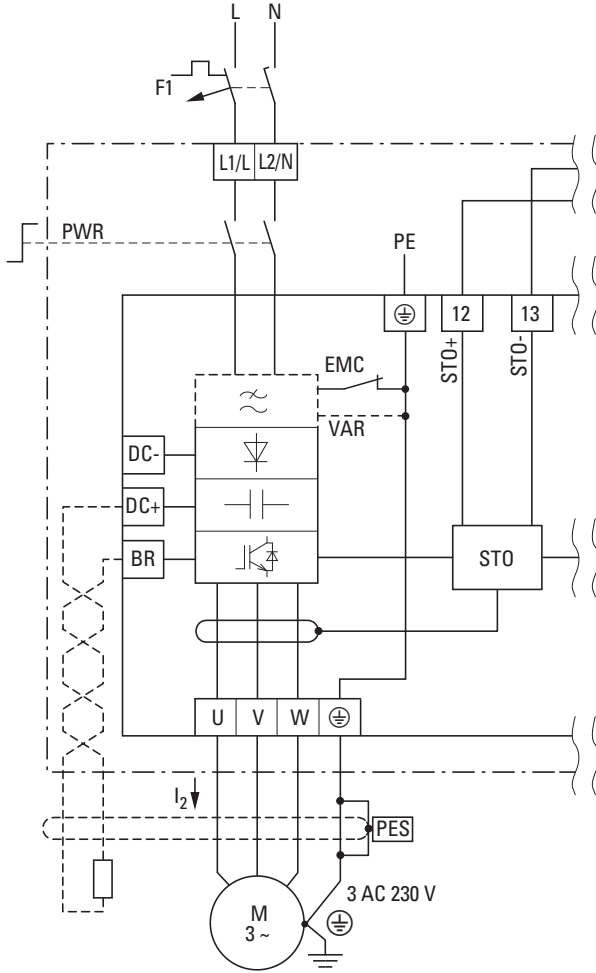 L N
F1
L1/L L2/N
PWR
PE
12 13
STO+ STO-
EMC
VAR
DC-
DC+
BR
STO
U V W
I2
PES
3 AC 230 V
M
3 ~